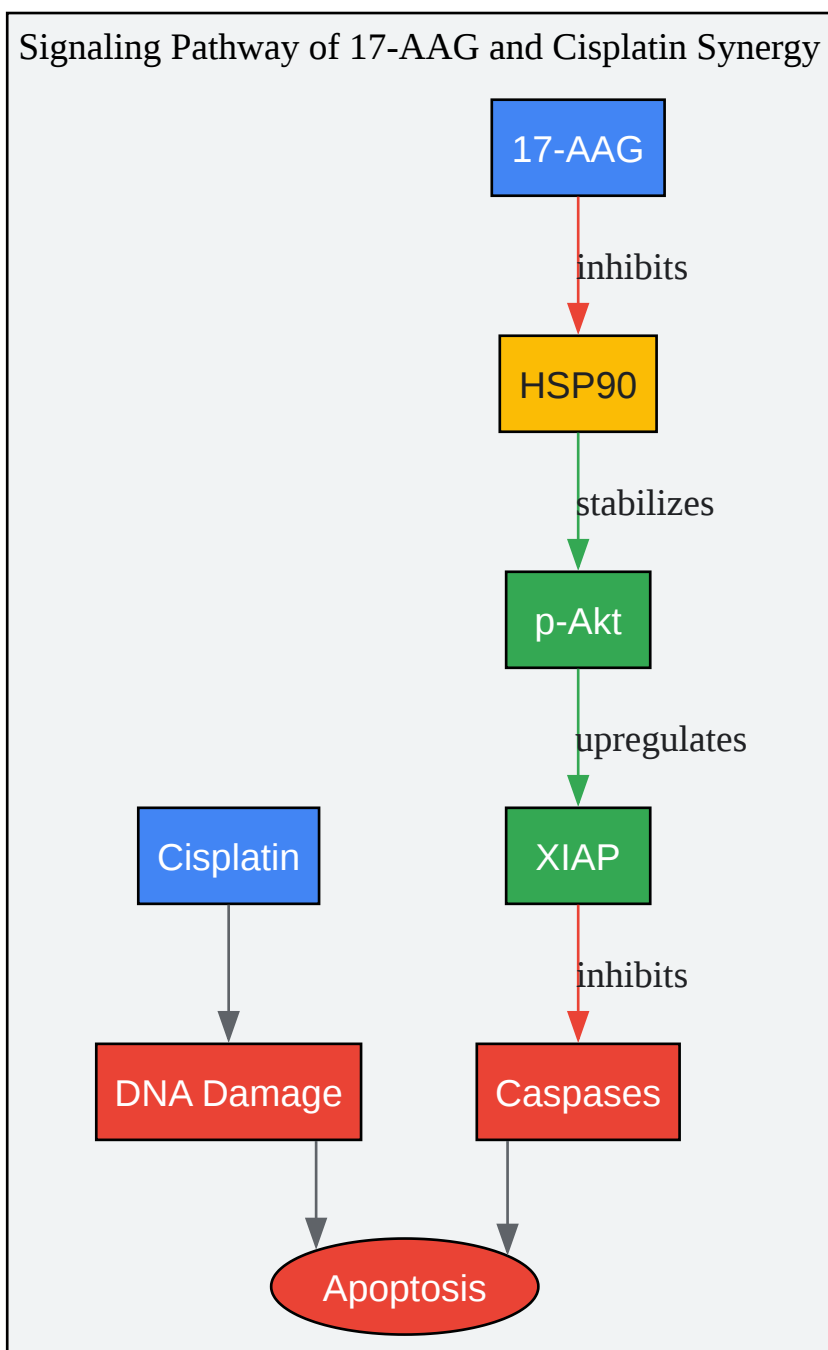 Signaling Pathway of 17-AAG and Cisplatin Synergy
17-AAG
inhibits
HSP90
stabilizes
p-Akt
upregulates
Cisplatin
XIAP
inhibits
DNA Damage
Caspases
Apoptosis